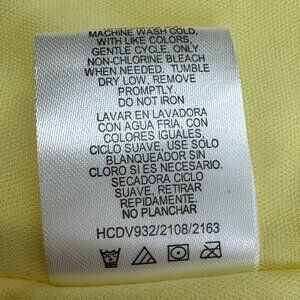 MACHINE WASH COLD,
WITH LIKE COLORS,
GENTLE CYCLE, ONLY
NON-CHLORINE BLEACH
WHEN NEEDED. TUMBLE
DRY LOW, REMOVE
PROMPTLY.
DO NOT IRON
LAVAR EN LAVADORA
CON AGUA FRIA, CON
COLORES IGUALES,
CICLO SUAVE, USE SÓLO
BLANQUEADOR SIN
CLORO SI ES NECESARIO.
SECADORA CICLO
SUAVE, RETIRAR
REPIDAMENTE.
NO PLANCHAR
HCDV932/2108/2163